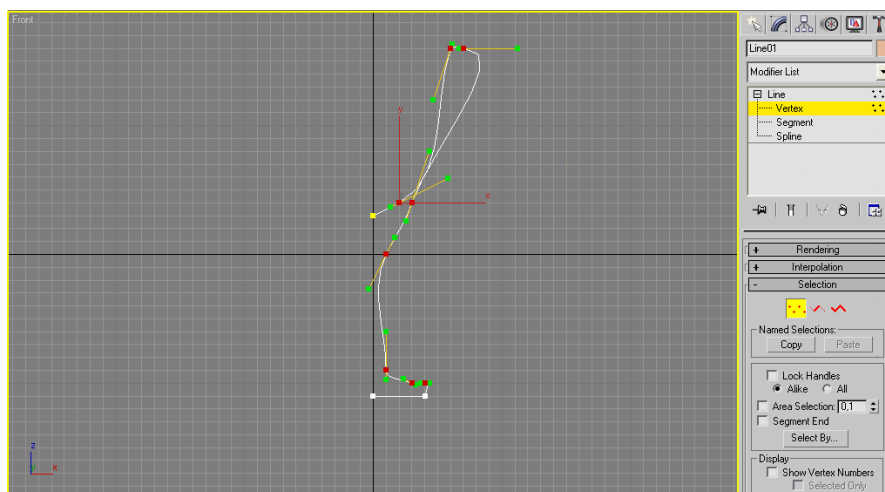 Front
y
x
z
y
x
Line01
Modifier List
Line
Vertex
Segment
Spline
+ Rendering
+ Interpolation
- Selection
Named Selections:
Copy Paste
Lock Handles
Alike All
Area Selection: 0,1
Segment End
Select By...
Display
Show Vertex Numbers
Selected Only